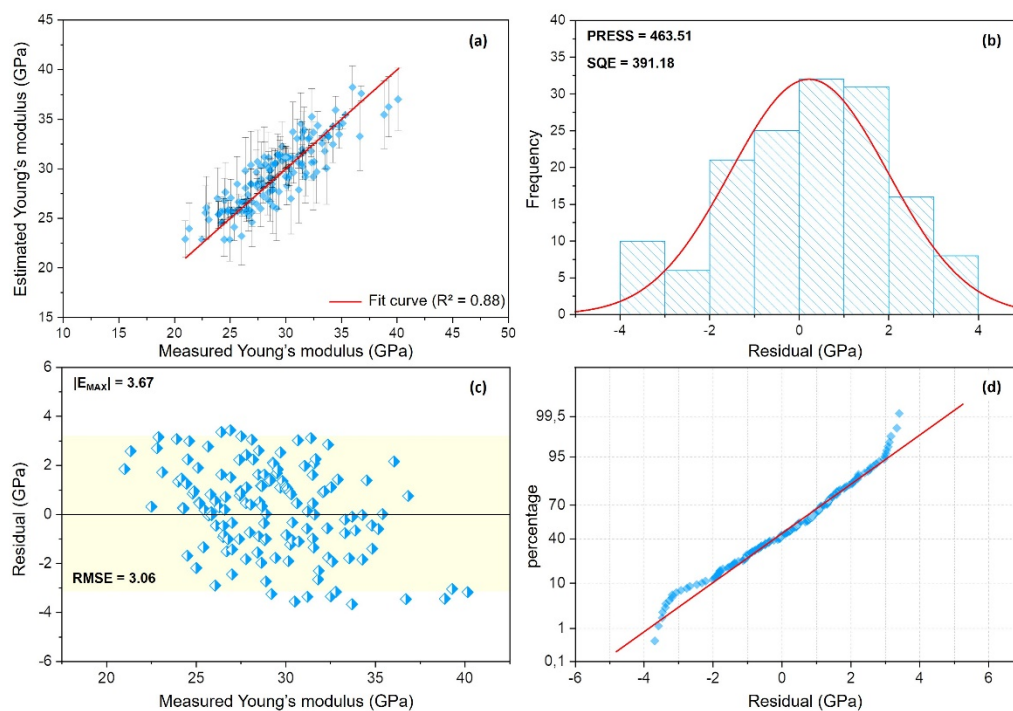 (a)
45
40
35
30
25
20
15
Estimated Young's modulus (GPa)
Fit curve (R² = 0.88)
10 15 20 25 30 35 40 45 50
Measured Young's modulus (GPa)
PRESS = 463.51
(b)
SQE = 391.18
40
35
30
25
20
15
10
5
0
Frequency
-4 -2 0 2 4
Residual (GPa)
|E_MAX| = 3.67
(c)
6
4
2
0
-2
-4
-6
Residual (GPa)
RMSE = 3.06
20 25 30 35 40
Measured Young's modulus (GPa)
(d)
99,5
95
70
40
10
1
0,1
percentage
-6 -4 -2 0 2 4 6
Residual (GPa)